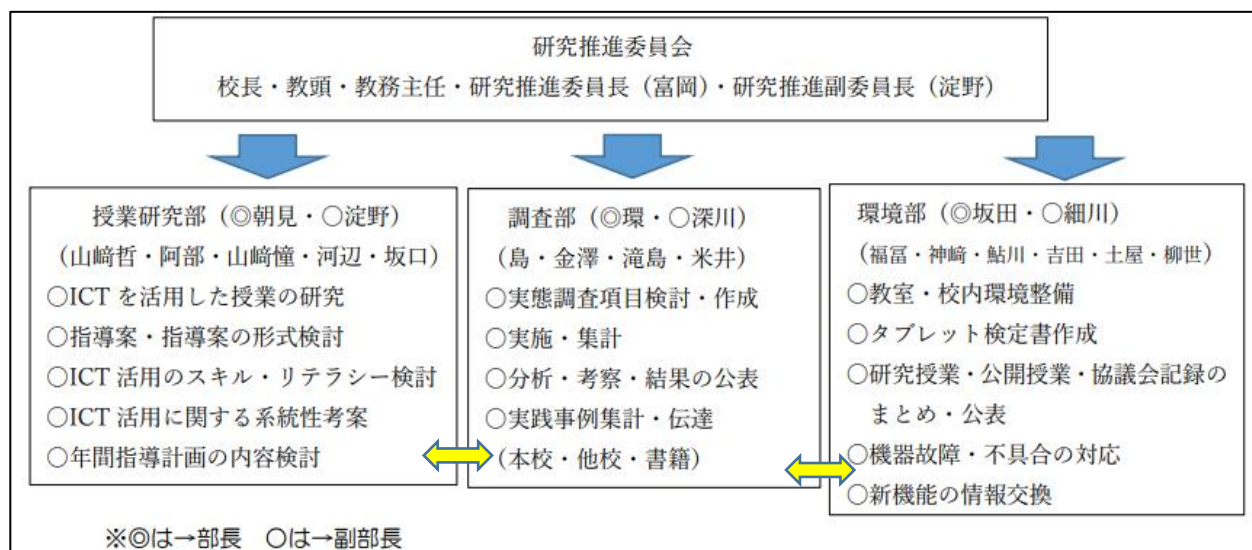 研究推進委員会
校長・教頭・教務主任・研究推進委員長（富岡）・研究推進副委員長（淀野）
授業研究部（◎朝見・○淀野）
（山﨑哲・阿部・山﨑憧・河辺・坂口）
○ICT を活用した授業の研究
○指導案・指導案の形式検討
○ICT 活用のスキル・リテラシー検討
○ICT 活用に関する系統性考案
○年間指導計画の内容検討
調査部（◎環・○深川）
（島・金澤・滝島・米井）
○実態調査項目検討・作成
○実施・集計
○分析・考察・結果の公表
○実践事例集計・伝達
（本校・他校・書籍）
環境部（◎坂田・○細川）
（福冨・神﨑・鮎川・吉田・土屋・柳世）
○教室・校内環境整備
○タブレット検定書作成
○研究授業・公開授業・協議会記録の
まとめ・公表
○機器故障・不具合の対応
○新機能の情報交換
※◎は→部長　○は→副部長